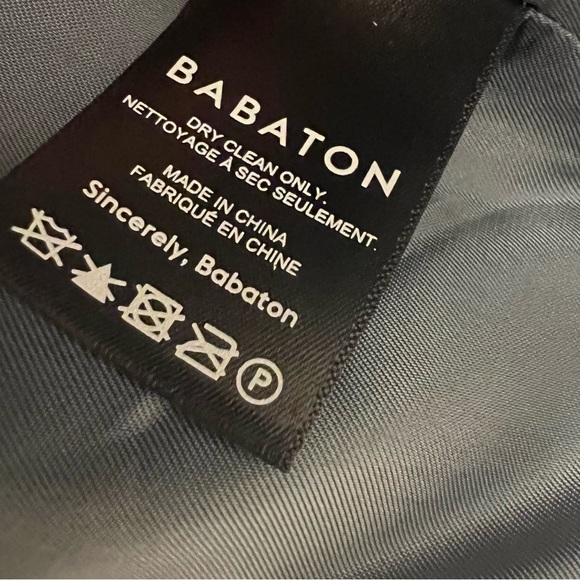 BABATON
DRY CLEAN ONLY.
NETTOYAGE À SEC SEULEMENT.
MADE IN CHINA
FABRIQUÉ EN CHINE
Sincerely, Babaton
P